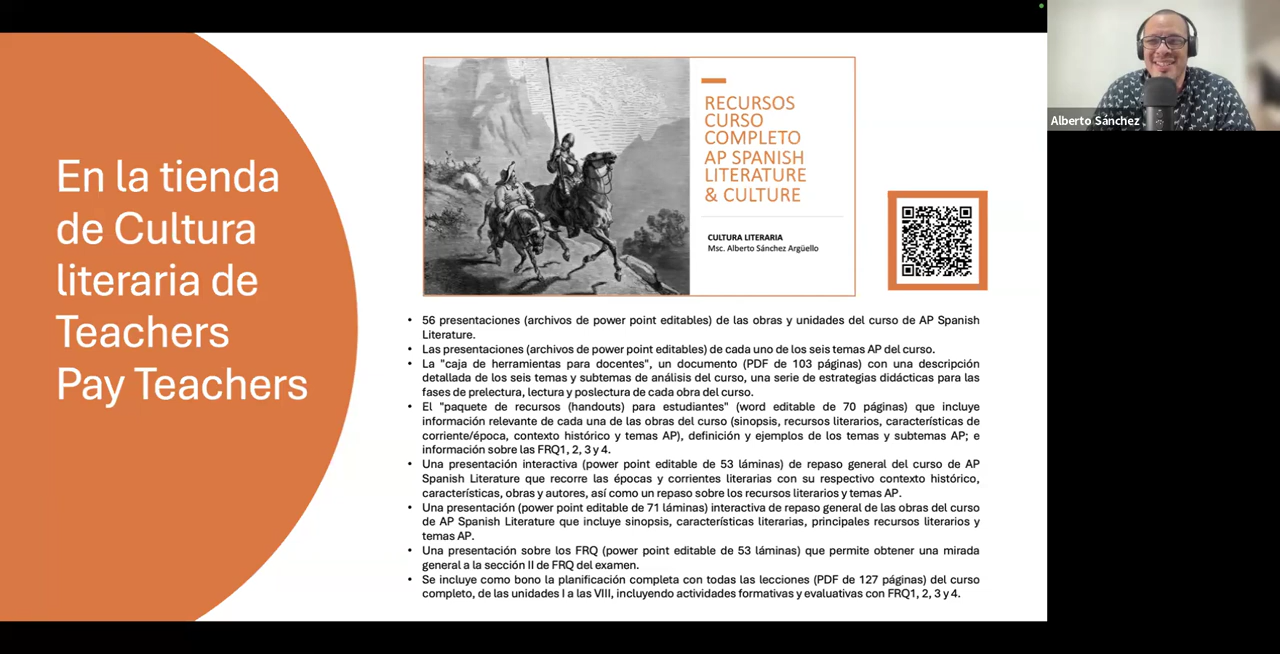 En la tienda
de Cultura
literaria de
Teachers
Pay Teachers
RECURSOS
CURSO
COMPLETO
AP SPANISH
LITERATURE
& CULTURE
CULTURA LITERARIA
Msc. Alberto Sánchez Argüello
• 56 presentaciones (archivos de power point editables) de las obras y unidades del curso de AP Spanish
Literature.
• Las presentaciones (archivos de power point editables) de cada uno de los seis temas AP del curso.
• La "caja de herramientas para docentes", un documento (PDF de 103 páginas) con una descripción
detallada de los seis temas y subtemas de análisis del curso, una serie de estrategias didácticas para las
fases de prelectura, lectura y poslectura de cada obra del curso.
• El "paquete de recursos (handouts) para estudiantes" (word editable de 70 páginas) que incluye
información relevante de cada una de las obras del curso (sinopsis, recursos literarios, características de
corriente/época, contexto histórico y temas AP), definición y ejemplos de los temas y subtemas AP; e
información sobre las FRQ1, 2, 3 y 4.
• Una presentación interactiva (power point editable de 53 láminas) de repaso general del curso de AP
Spanish Literature que recorre las épocas y corrientes literarias con su respectivo contexto histórico,
características, obras y autores, así como un repaso sobre los recursos literarios y temas AP.
• Una presentación (power point editable de 71 láminas) interactiva de repaso general de las obras del curso
de AP Spanish Literature que incluye sinopsis, características literarias, principales recursos literarios y
temas AP.
• Una presentación sobre los FRQ (power point editable de 53 láminas) que permite obtener una mirada
general a la sección II de FRQ del examen.
• Se incluye como bono la planificación completa con todas las lecciones (PDF de 127 páginas) del curso
completo, de las unidades I a las VIII, incluyendo actividades formativas y evaluativas con FRQ1, 2, 3 y 4.
Alberto Sánchez